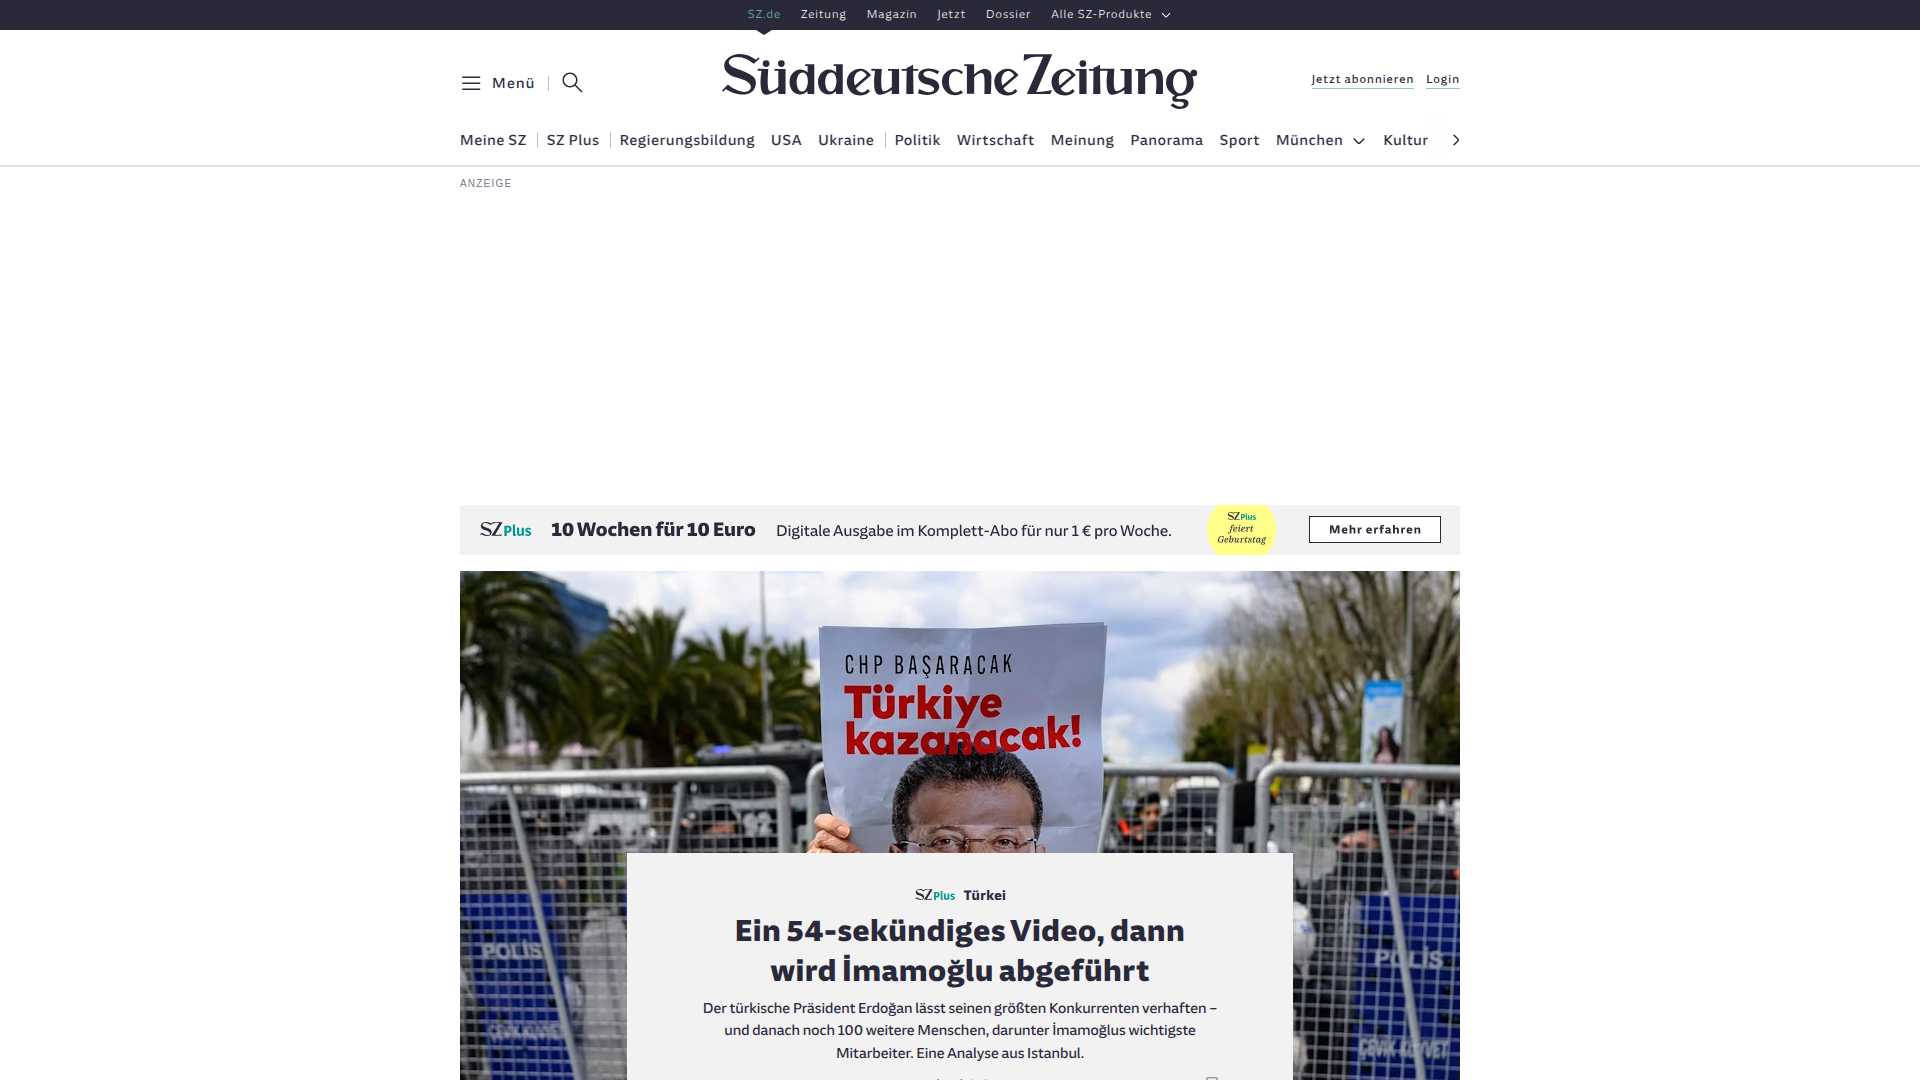 SZ.de Zeitung Magazin Jetzt Dossier Alle SZ-Produkte
Menü
Süddeutsche Zeitung
Jetzt abonnieren Login
Meine SZ SZ Plus Regierungsbildung USA Ukraine Politik Wirtschaft Meinung Panorama Sport München Kultur
ANZEIGE
SZ Plus 10 Wochen für 10 Euro Digitale Ausgabe im Komplett-Abo für nur 1 € pro Woche.
SZ Plus
feiert
Geburtstag
Mehr erfahren
CHP BAŞARACAK
Türkiye
kazanacak!
POLİS
POLİS
ÇEVİK KUVVET
ÇEVİK KUVVET
SZ Plus Türkei
Ein 54-sekündiges Video, dann
wird İmamoğlu abgeführt
Der türkische Präsident Erdoğan lässt seinen größten Konkurrenten verhaften –
und danach noch 100 weitere Menschen, darunter İmamoğlus wichtigste
Mitarbeiter. Eine Analyse aus Istanbul.